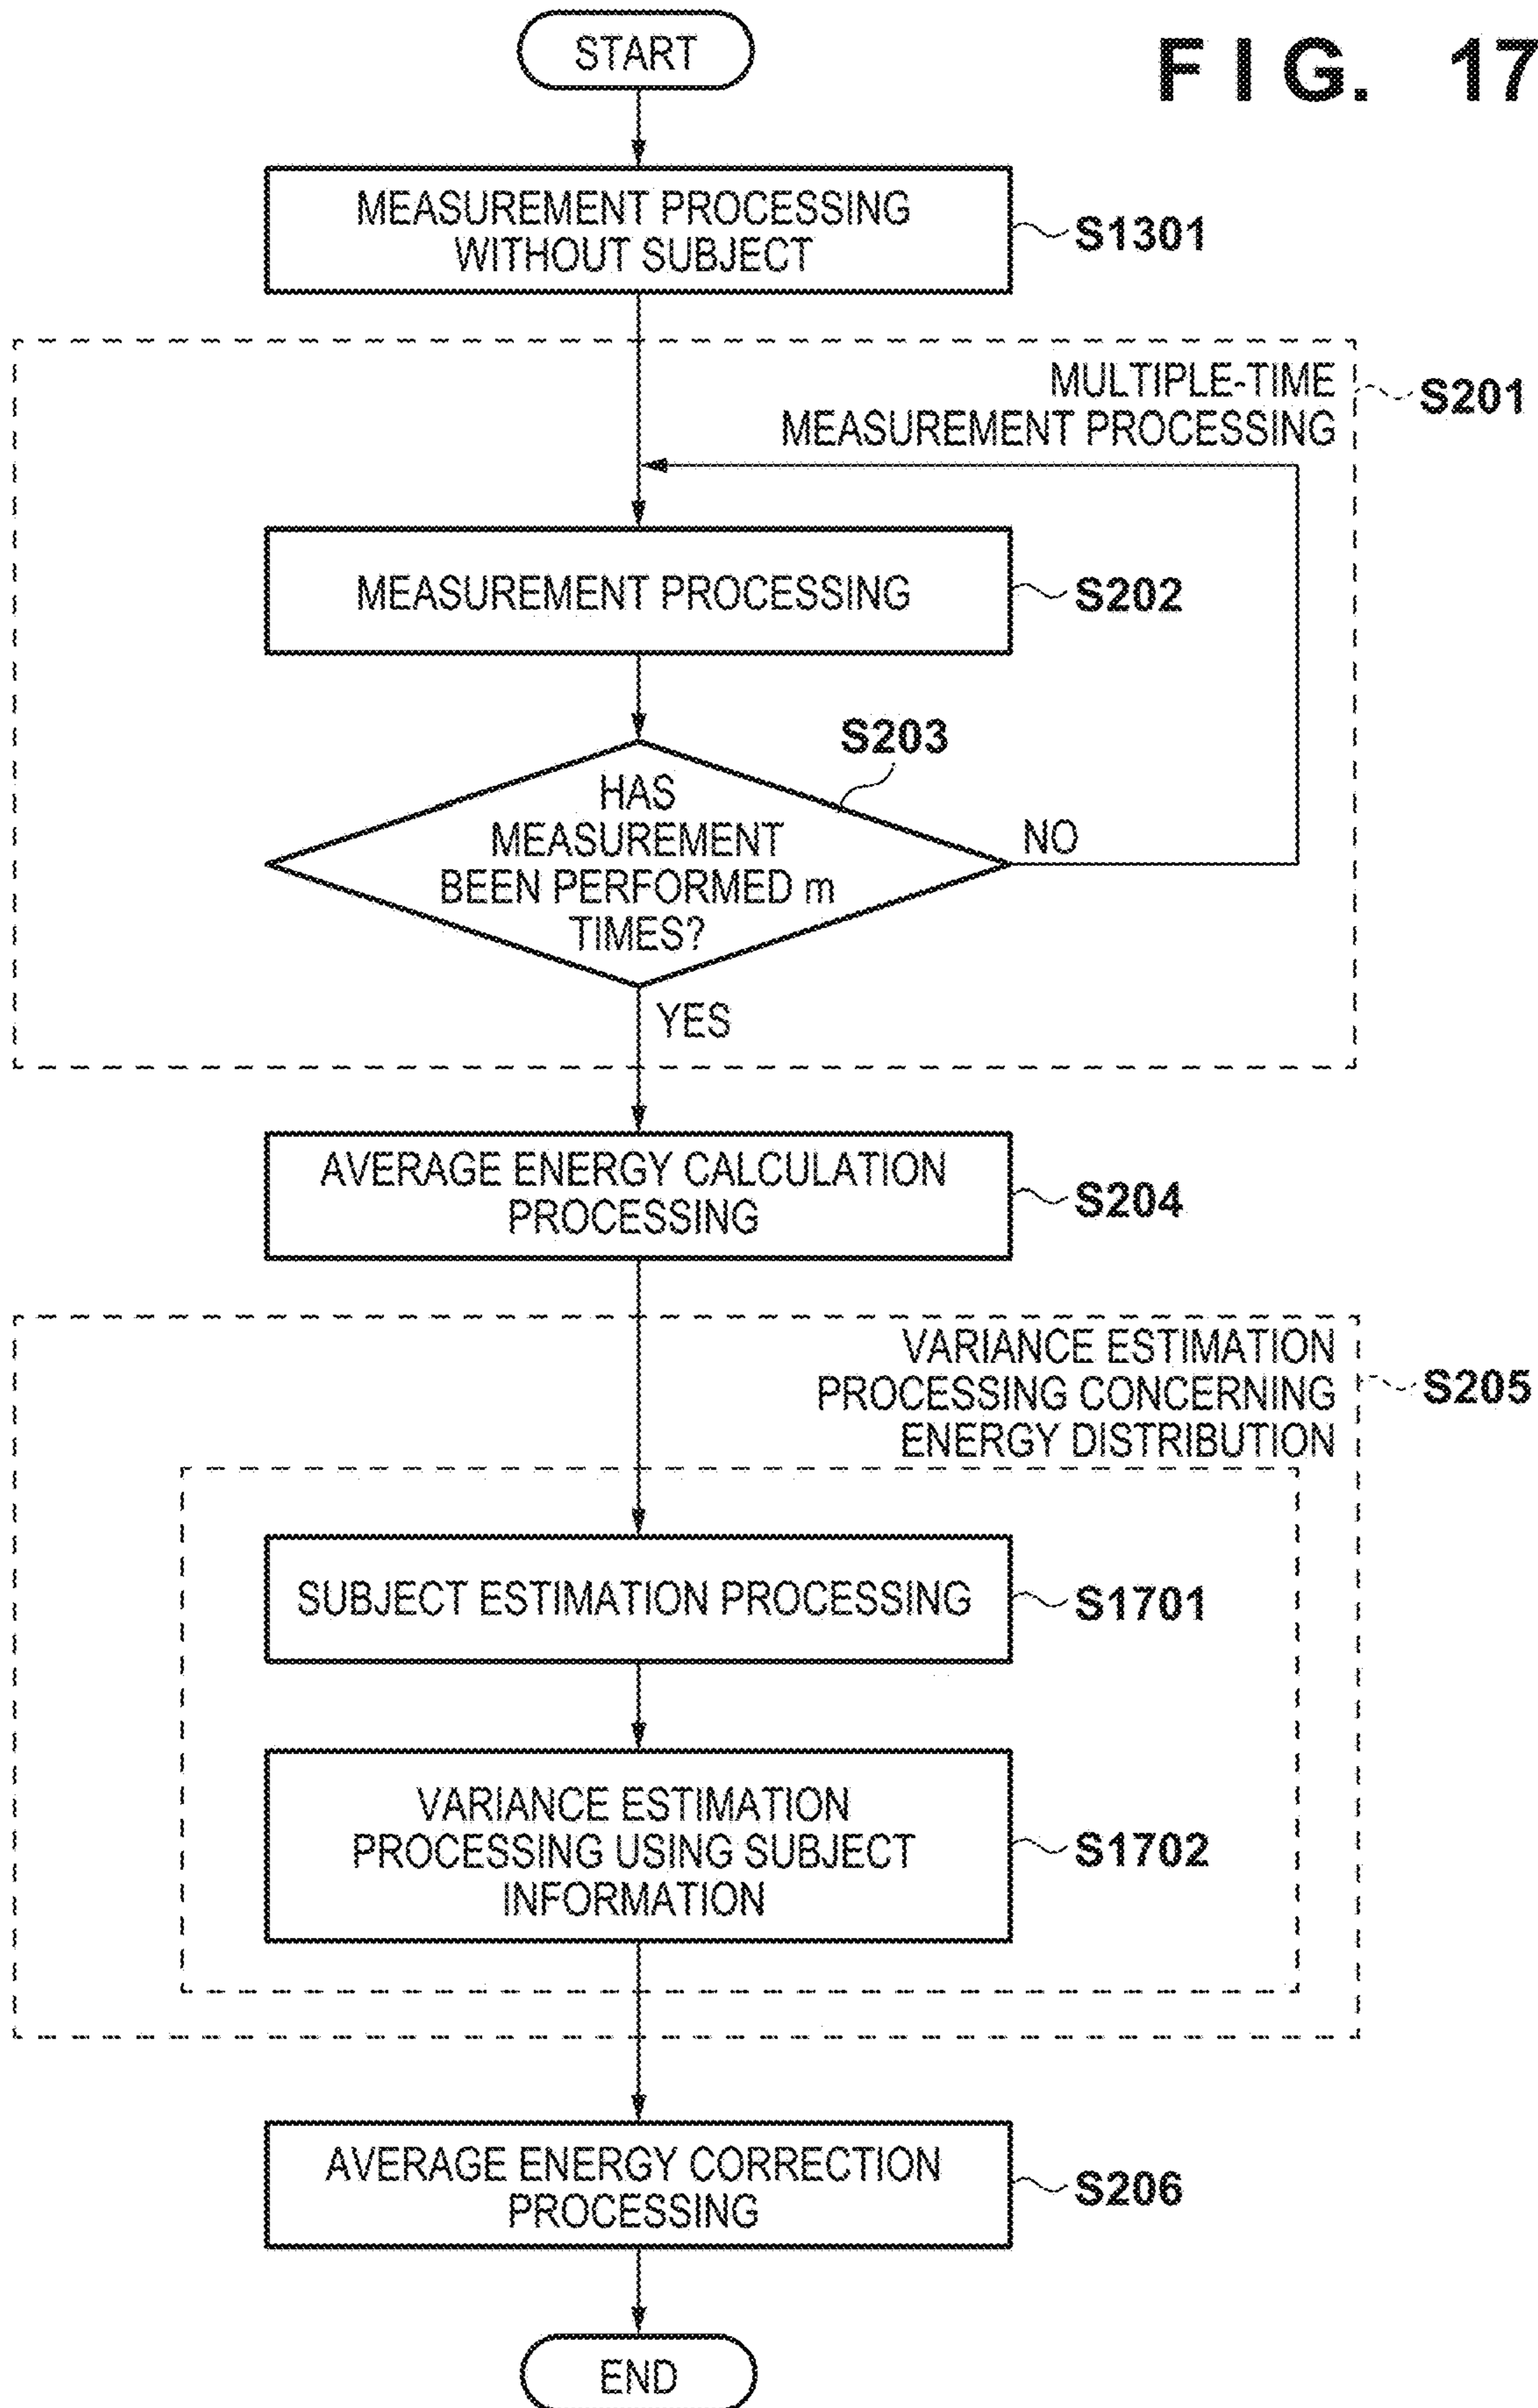 FIG. 17
START
MEASUREMENT PROCESSING
WITHOUT SUBJECT
S1301
MULTIPLE-TIME
MEASUREMENT PROCESSING
S201
MEASUREMENT PROCESSING
S202
S203
HAS
MEASUREMENT
BEEN PERFORMED m
TIMES?
NO
YES
AVERAGE ENERGY CALCULATION
PROCESSING
S204
VARIANCE ESTIMATION
PROCESSING CONCERNING
ENERGY DISTRIBUTION
S205
SUBJECT ESTIMATION PROCESSING
S1701
VARIANCE ESTIMATION
PROCESSING USING SUBJECT
INFORMATION
S1702
AVERAGE ENERGY CORRECTION
PROCESSING
S206
END